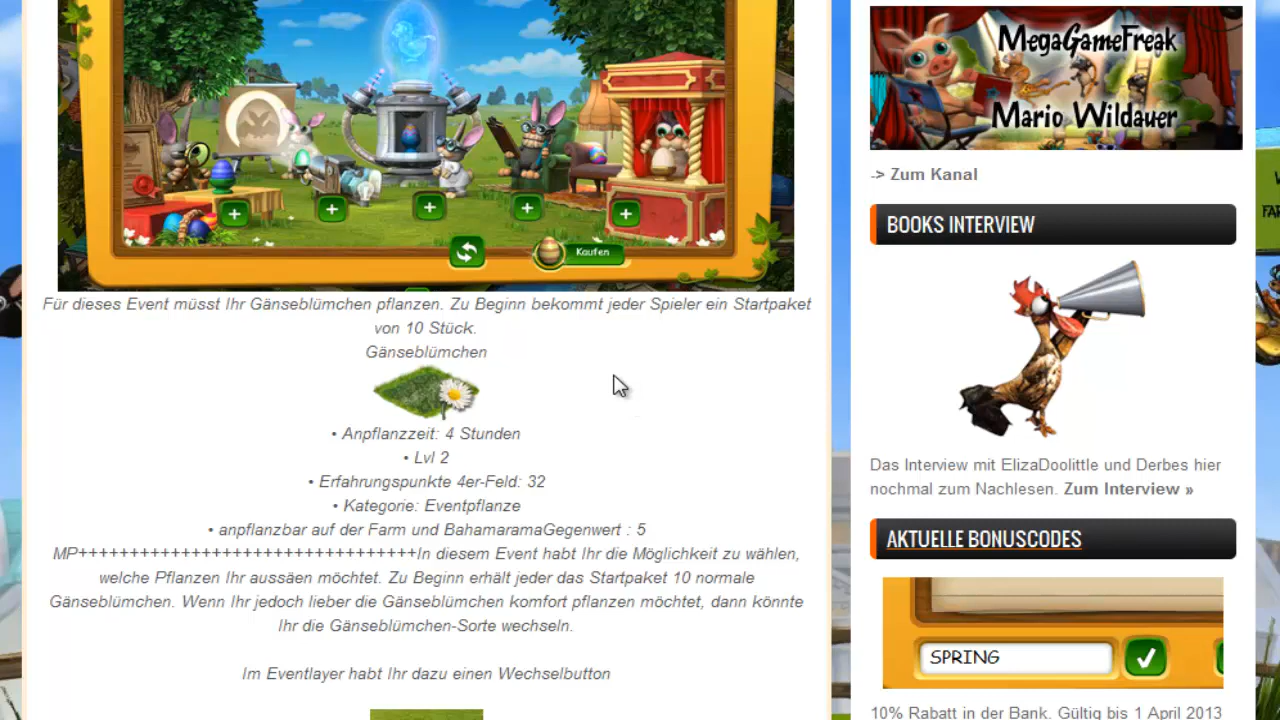 Kaufen
Für dieses Event müsst Ihr Gänseblümchen pflanzen. Zu Beginn bekommt jeder Spieler ein Startpaket
von 10 Stück.
Gänseblümchen
• Anpflanzzeit: 4 Stunden
• Lvl 2
• Erfahrungspunkte 4er-Feld: 32
• Kategorie: Eventpflanze
• anpflanzbar auf der Farm und BahamaramaGegenwert : 5
MP+++++++++++++++++++++++++++++++++In diesem Event habt Ihr die Möglichkeit zu wählen,
welche Pflanzen Ihr aussäen möchtet. Zu Beginn erhält jeder das Startpaket 10 normale
Gänseblümchen. Wenn Ihr jedoch lieber die Gänseblümchen komfort pflanzen möchtet, dann könnte
Ihr die Gänseblümchen-Sorte wechseln.
Im Eventlayer habt Ihr dazu einen Wechselbutton
MegaGameFreak
Mario Wildauer
-> Zum Kanal
BOOKS INTERVIEW
Das Interview mit ElizaDoolittle und Derbes hier
nochmal zum Nachlesen. Zum Interview »
AKTUELLE BONUSCODES
SPRING
10% Rabatt in der Bank. Gültig bis 1 April 2013